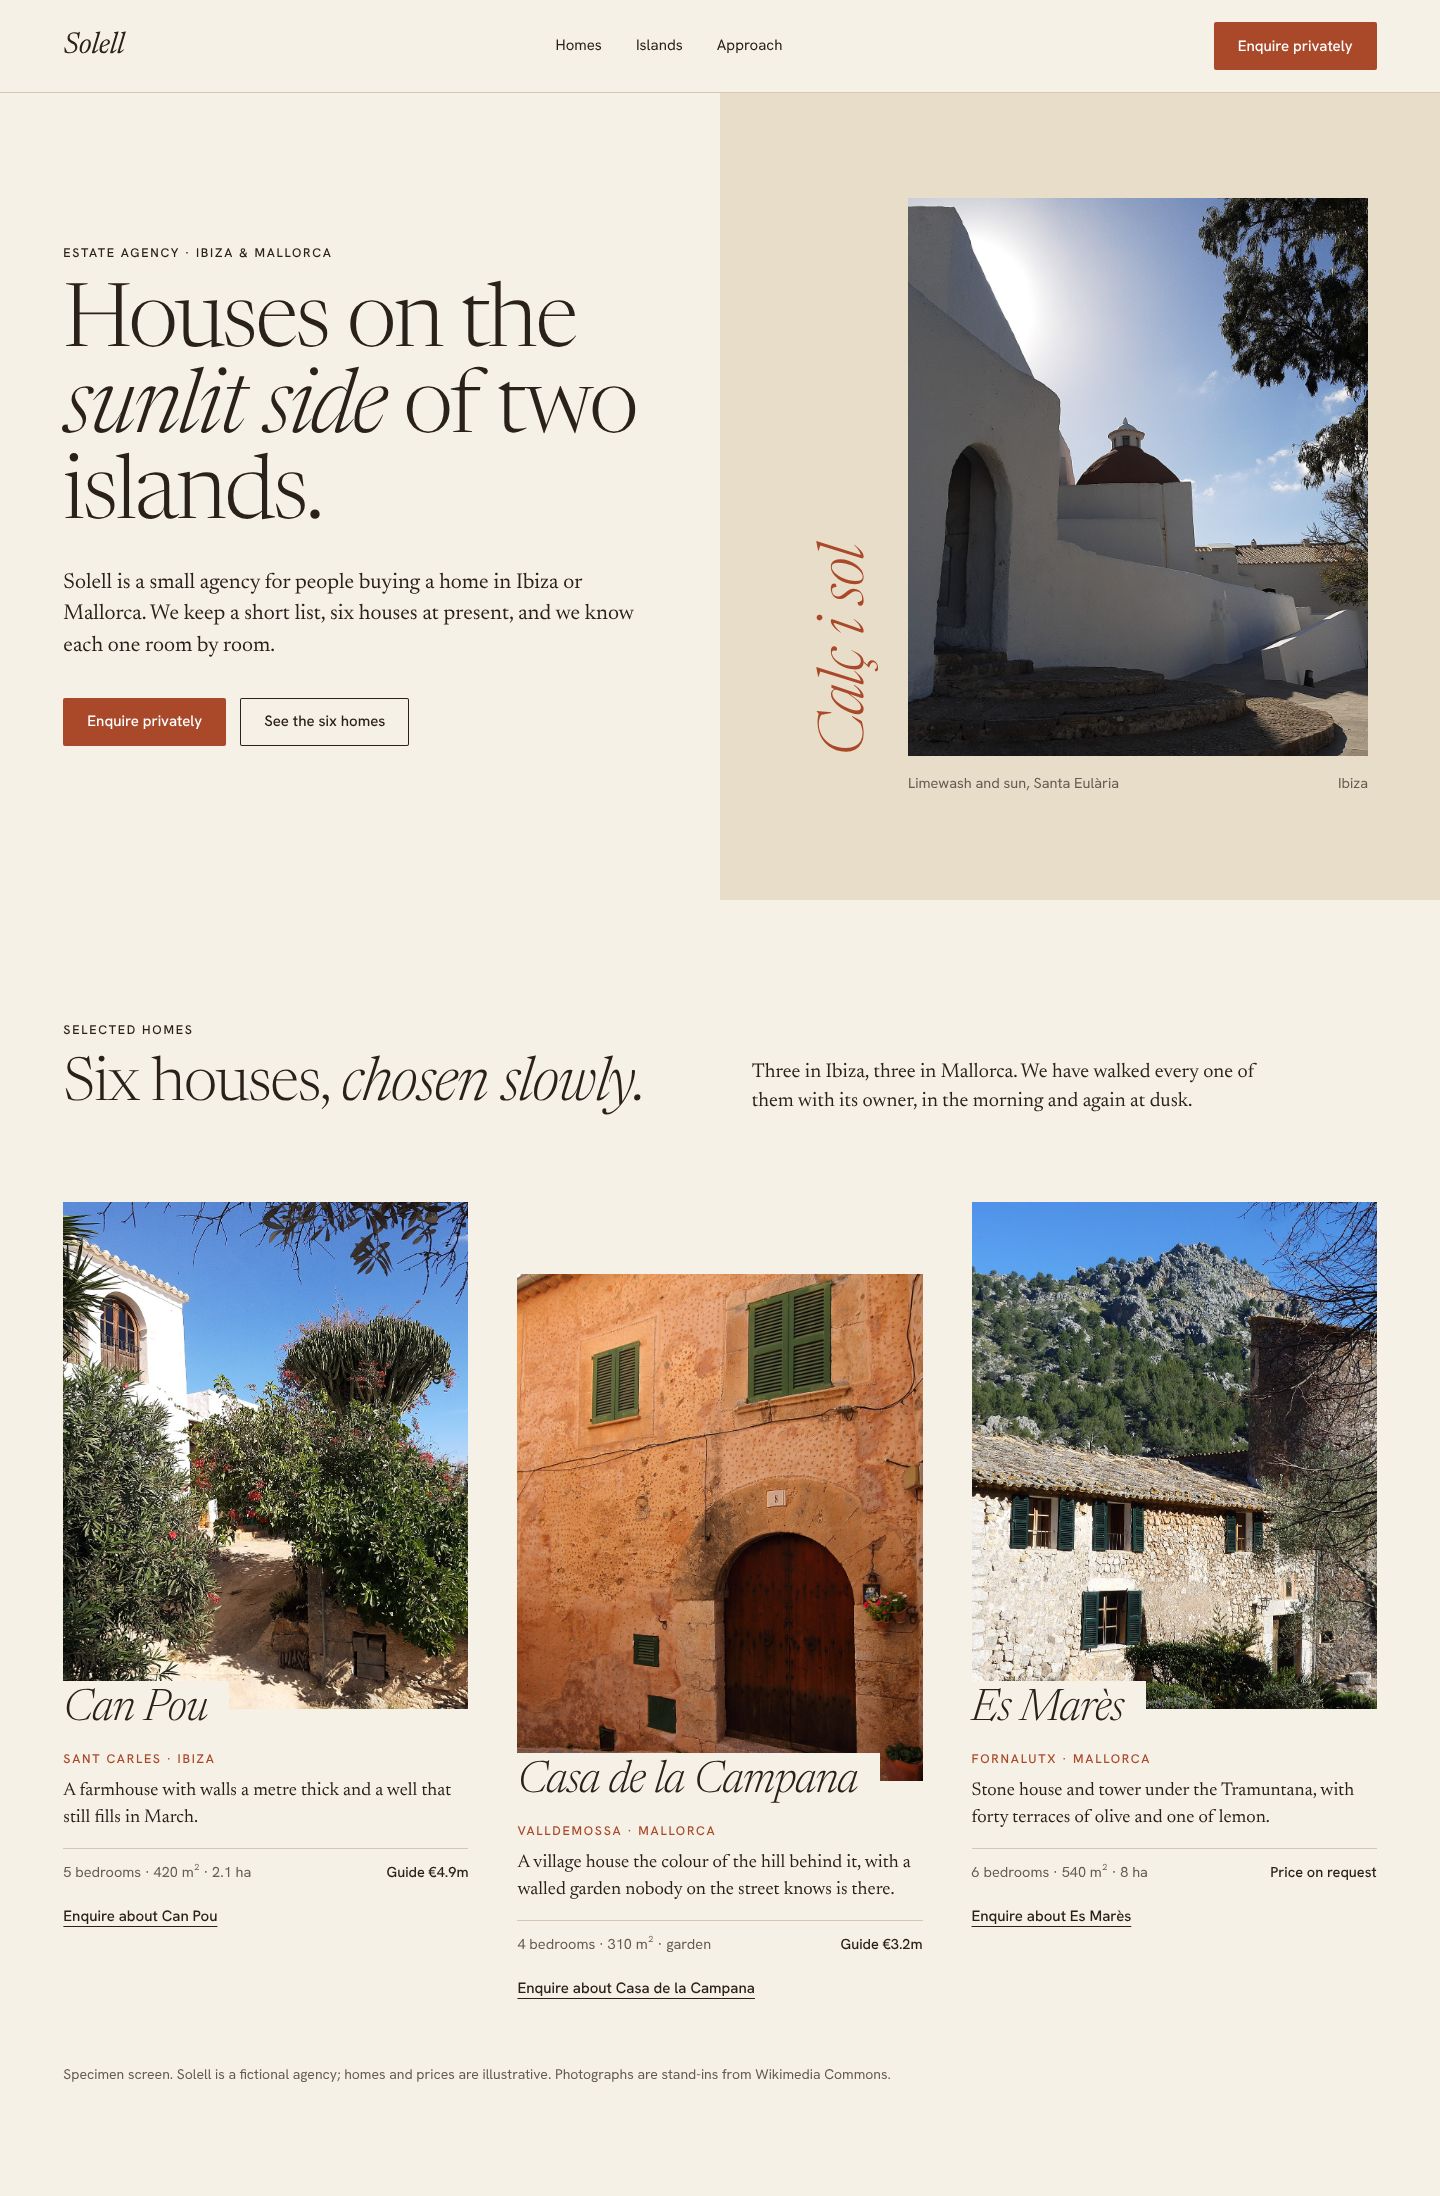 Solell
Homes
Islands
Approach
Enquire privately
ESTATE AGENCY · IBIZA & MALLORCA
Houses on the
sunlit side of two
islands.
Solell is a small agency for people buying a home in Ibiza or
Mallorca. We keep a short list, six houses at present, and we know
each one room by room.
Enquire privately
See the six homes
Calç i sol
Limewash and sun, Santa Eulària
Ibiza
SELECTED HOMES
Six houses, chosen slowly.
Three in Ibiza, three in Mallorca. We have walked every one of
them with its owner, in the morning and again at dusk.
Can Pou
SANT CARLES · IBIZA
A farmhouse with walls a metre thick and a well that
still fills in March.
5 bedrooms · 420 m² · 2.1 ha
Guide €4.9m
Enquire about Can Pou
8
Casa de la Campana
VALLDEMOSSA · MALLORCA
A village house the colour of the hill behind it, with a
walled garden nobody on the street knows is there.
4 bedrooms · 310 m² · garden
Guide €3.2m
Enquire about Casa de la Campana
Es Marès
FORNALUTX · MALLORCA
Stone house and tower under the Tramuntana, with
forty terraces of olive and one of lemon.
6 bedrooms · 540 m² · 8 ha
Price on request
Enquire about Es Marès
Specimen screen. Solell is a fictional agency; homes and prices are illustrative. Photographs are stand-ins from Wikimedia Commons.